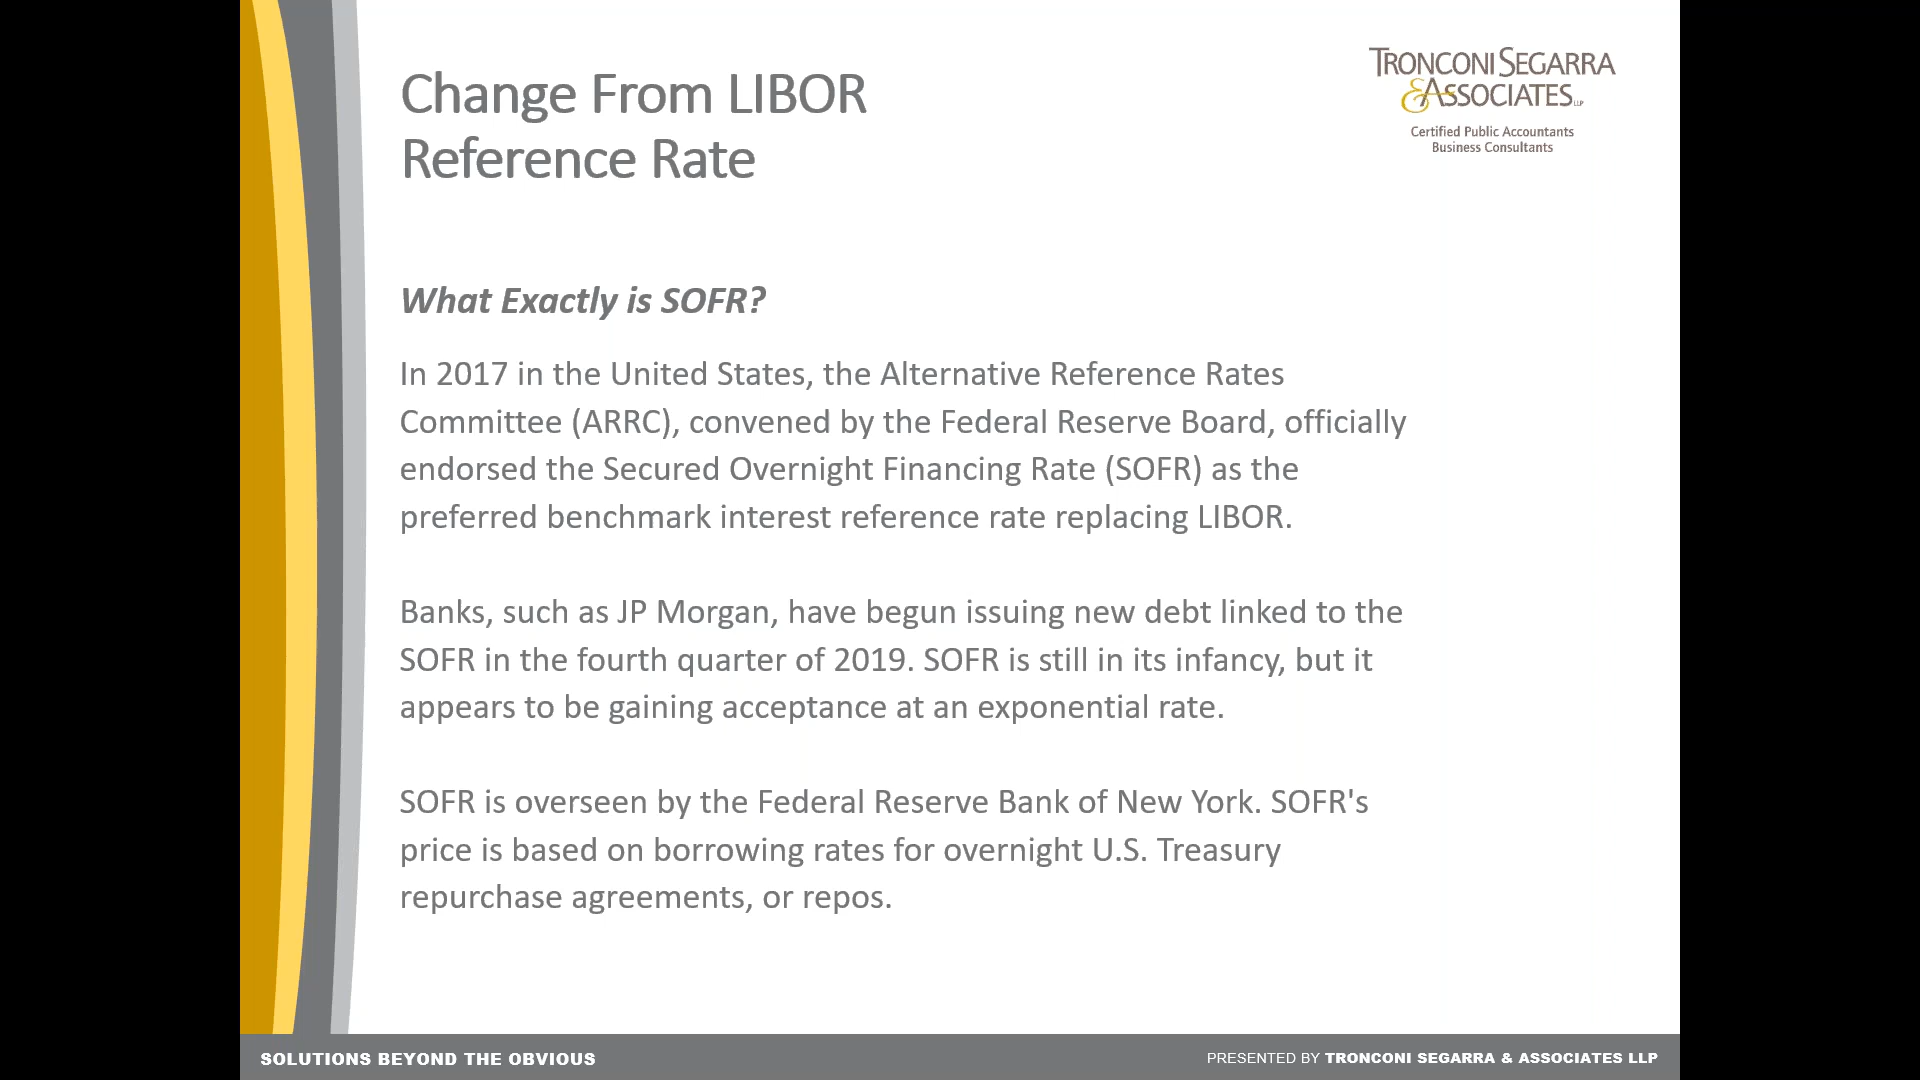 Change From LIBOR
Reference Rate
TRONCONI SEGARRA
& ASSOCIATES LLP
Certified Public Accountants
Business Consultants
What Exactly is SOFR?
In 2017 in the United States, the Alternative Reference Rates
Committee (ARRC), convened by the Federal Reserve Board, officially
endorsed the Secured Overnight Financing Rate (SOFR) as the
preferred benchmark interest reference rate replacing LIBOR.
Banks, such as JP Morgan, have begun issuing new debt linked to the
SOFR in the fourth quarter of 2019. SOFR is still in its infancy, but it
appears to be gaining acceptance at an exponential rate.
SOFR is overseen by the Federal Reserve Bank of New York. SOFR's
price is based on borrowing rates for overnight U.S. Treasury
repurchase agreements, or repos.
SOLUTIONS BEYOND THE OBVIOUS
PRESENTED BY TRONCONI SEGARRA & ASSOCIATES LLP